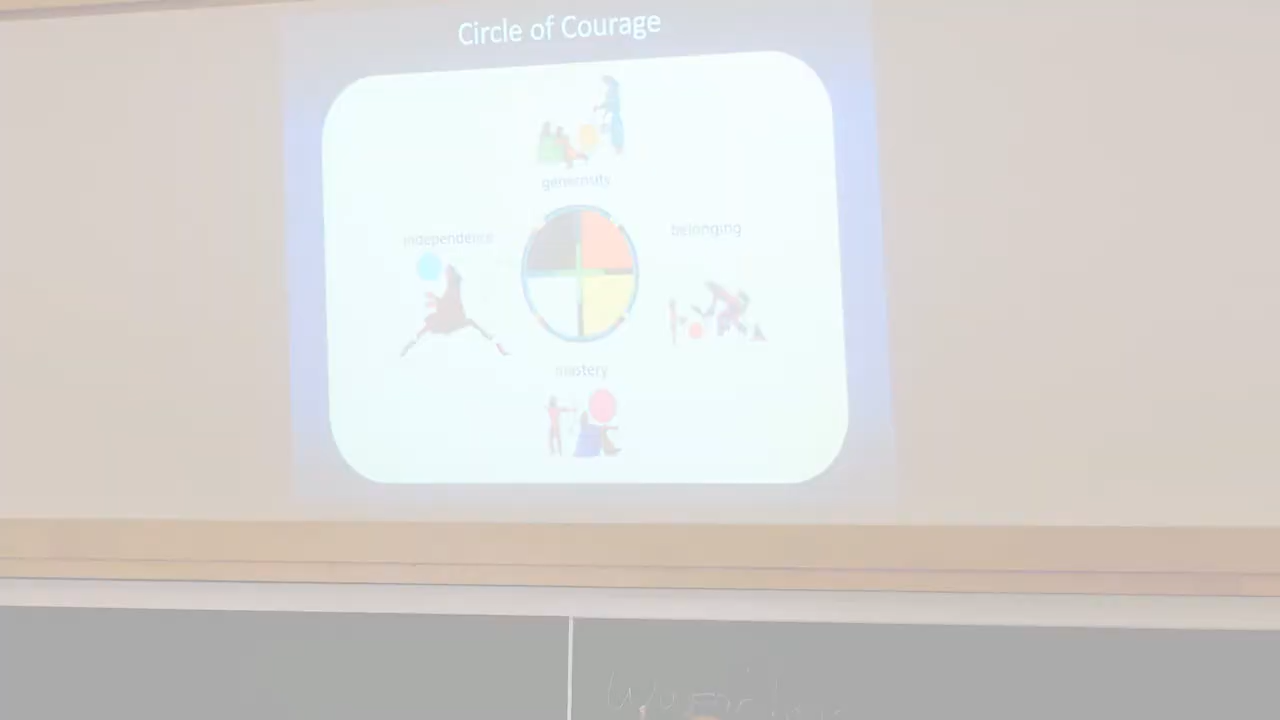 Circle of Courage
generosity
independence
belonging
mastery